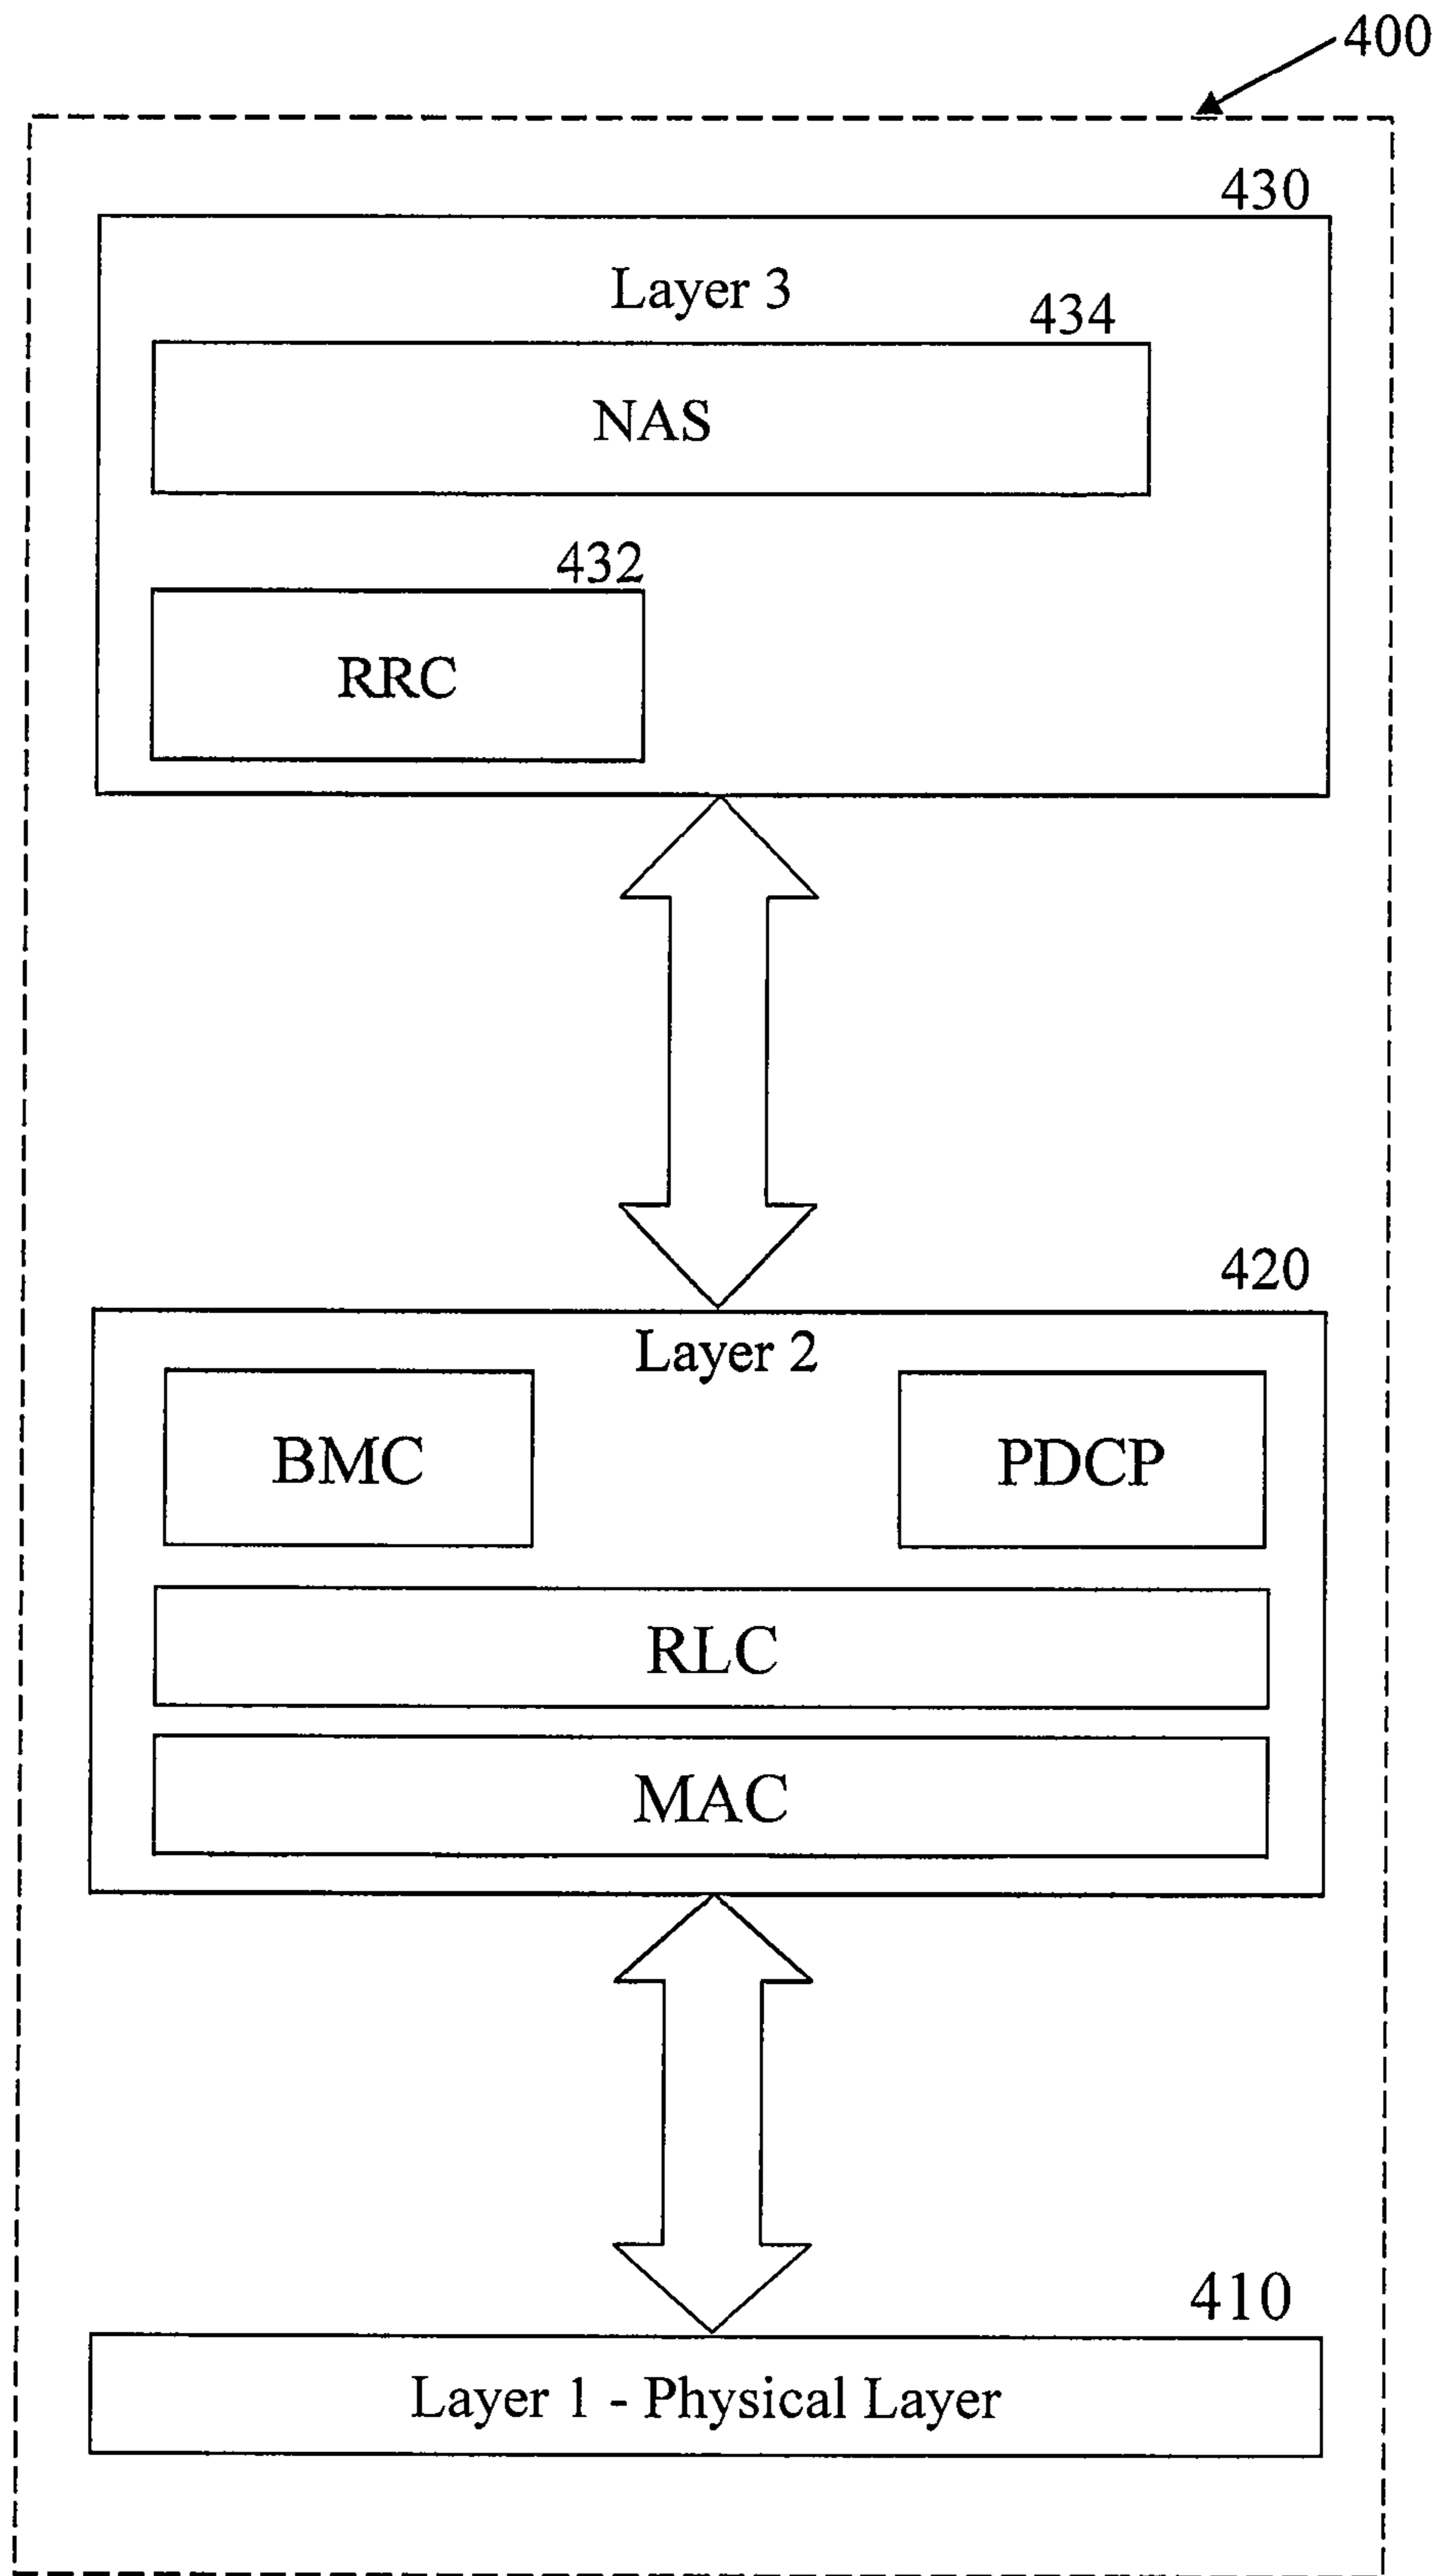 400
430
Layer 3
434
NAS
432
RRC
420
Layer 2
BMC
PDCP
RLC
MAC
410
Layer 1 - Physical Layer